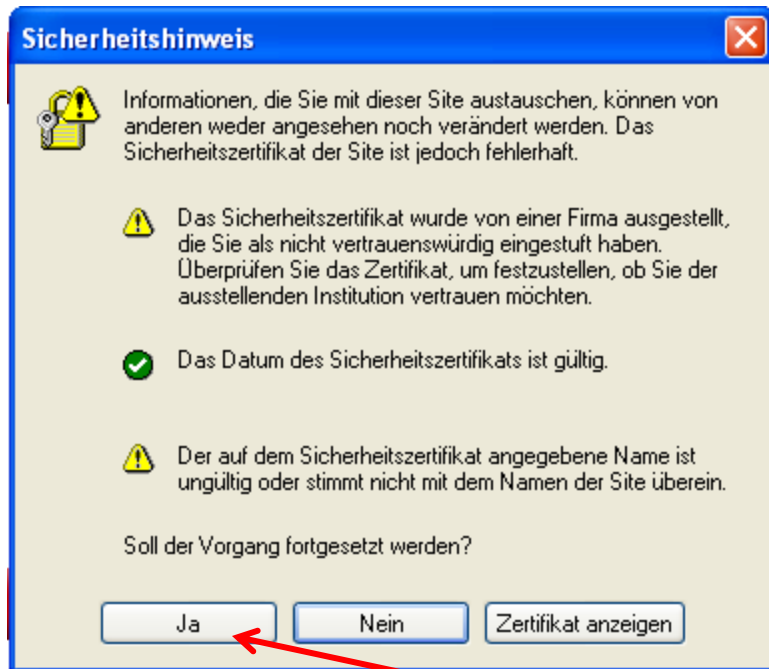 Sicherheitshinweis
Informationen, die Sie mit dieser Site austauschen, können von
anderen weder angesehen noch verändert werden. Das
Sicherheitszertifikat der Site ist jedoch fehlerhaft.
Das Sicherheitszertifikat wurde von einer Firma ausgestellt,
die Sie als nicht vertrauenswürdig eingestuft haben.
Überprüfen Sie das Zertifikat, um festzustellen, ob Sie der
ausstellenden Institution vertrauen möchten.
Das Datum des Sicherheitszertifikats ist gültig.
Der auf dem Sicherheitszertifikat angegebene Name ist
ungültig oder stimmt nicht mit dem Namen der Site überein.
Soll der Vorgang fortgesetzt werden?
Ja Nein Zertifikat anzeigen